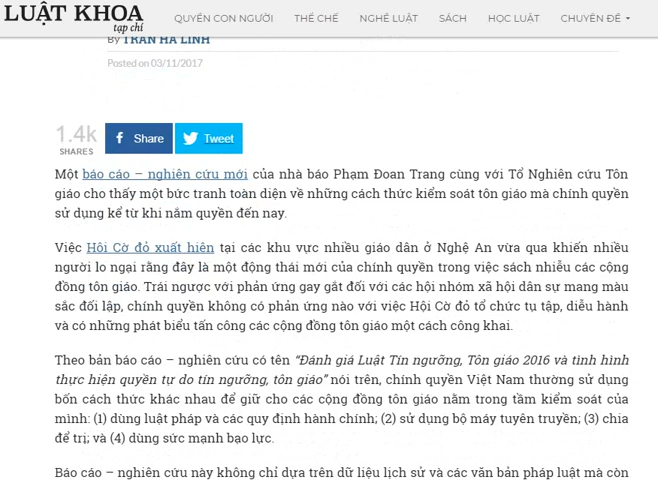 LUẬT KHOA
tạp chí
QUYỀN CON NGƯỜI THỂ CHẾ NGHỀ LUẬT SÁCH HỌC LUẬT CHUYÊN ĐỀ
By TRẦN HÀ LINH
Posted on 03/11/2017
1.4k
SHARES
Share
Tweet
Một báo cáo – nghiên cứu mới của nhà báo Phạm Đoan Trang cùng với Tổ Nghiên cứu Tôn
giáo cho thấy một bức tranh toàn diện về những cách thức kiểm soát tôn giáo mà chính quyền
sử dụng kể từ khi nắm quyền đến nay.
Việc Hội Cờ đỏ xuất hiện tại các khu vực nhiều giáo dân ở Nghệ An vừa qua khiến nhiều
người lo ngại rằng đây là một động thái mới của chính quyền trong việc sách nhiễu các cộng
đồng tôn giáo. Trái ngược với phản ứng gay gắt đối với các hội nhóm xã hội dân sự mang màu
sắc đối lập, chính quyền không có phản ứng nào với việc Hội Cờ đỏ tổ chức tụ tập, diễu hành
và có những phát biểu tấn công các cộng đồng tôn giáo một cách công khai.
Theo bản báo cáo – nghiên cứu có tên “Đánh giá Luật Tín ngưỡng, Tôn giáo 2016 và tình hình
thực hiện quyền tự do tín ngưỡng, tôn giáo” nói trên, chính quyền Việt Nam thường sử dụng
bốn cách thức khác nhau để giữ cho các cộng đồng tôn giáo nằm trong tầm kiểm soát của
mình: (1) dùng luật pháp và các quy định hành chính; (2) sử dụng bộ máy tuyên truyền; (3) chia
để trị; và (4) dùng sức mạnh bạo lực.
Báo cáo – nghiên cứu này không chỉ dựa trên dữ liệu lịch sử và các văn bản pháp luật mà còn